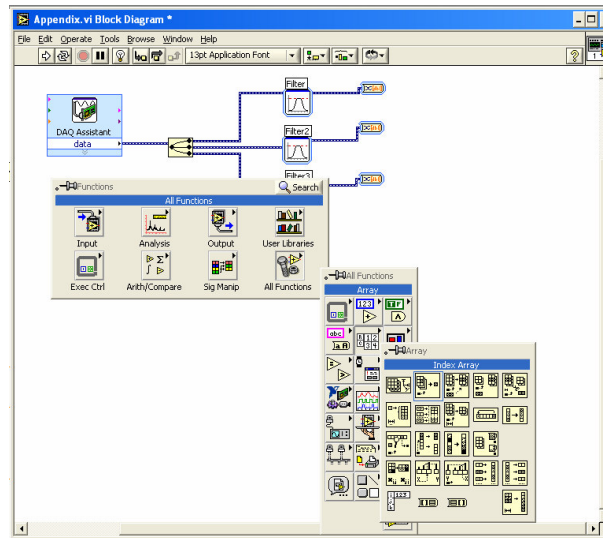 Appendix.vi Block Diagram *
File Edit Operate Tools Browse Window Help
13pt Application Font
Filter
DAQ Assistant
data
Filter2
Filter3
Functions
Search
All Functions
Input Analysis Output User Libraries
Exec Ctrl Arith/Compare Sig Manip All Functions
All Functions
Array
Array
Index Array